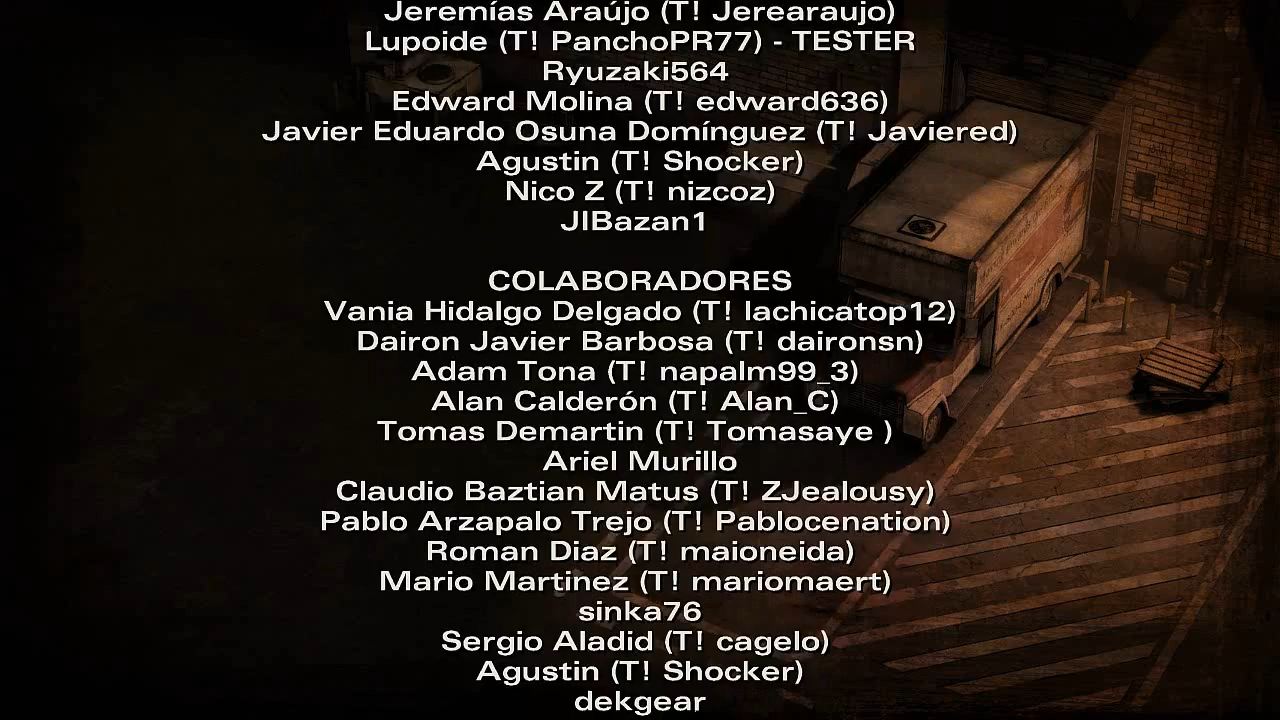 Jeremías Araújo (T! Jerearaujo)
Lupoide (T! PanchoPR77) - TESTER
Ryuzaki564
Edward Molina (T! edward636)
Javier Eduardo Osuna Domínguez (T! Javiered)
Agustin (T! Shocker)
Nico Z (T! nizcoz)
JIBazan1
COLABORADORES
Vania Hidalgo Delgado (T! lachicatop12)
Dairon Javier Barbosa (T! daironsn)
Adam Tona (T! napalm99_3)
Alan Calderón (T! Alan_C)
Tomas Demartin (T! Tomasaye )
Ariel Murillo
Claudio Baztian Matus (T! ZJealousy)
Pablo Arzapalo Trejo (T! Pablocenation)
Roman Diaz (T! maioneida)
Mario Martinez (T! mariomaert)
sinka76
Sergio Aladid (T! cagelo)
Agustin (T! Shocker)
dekgear